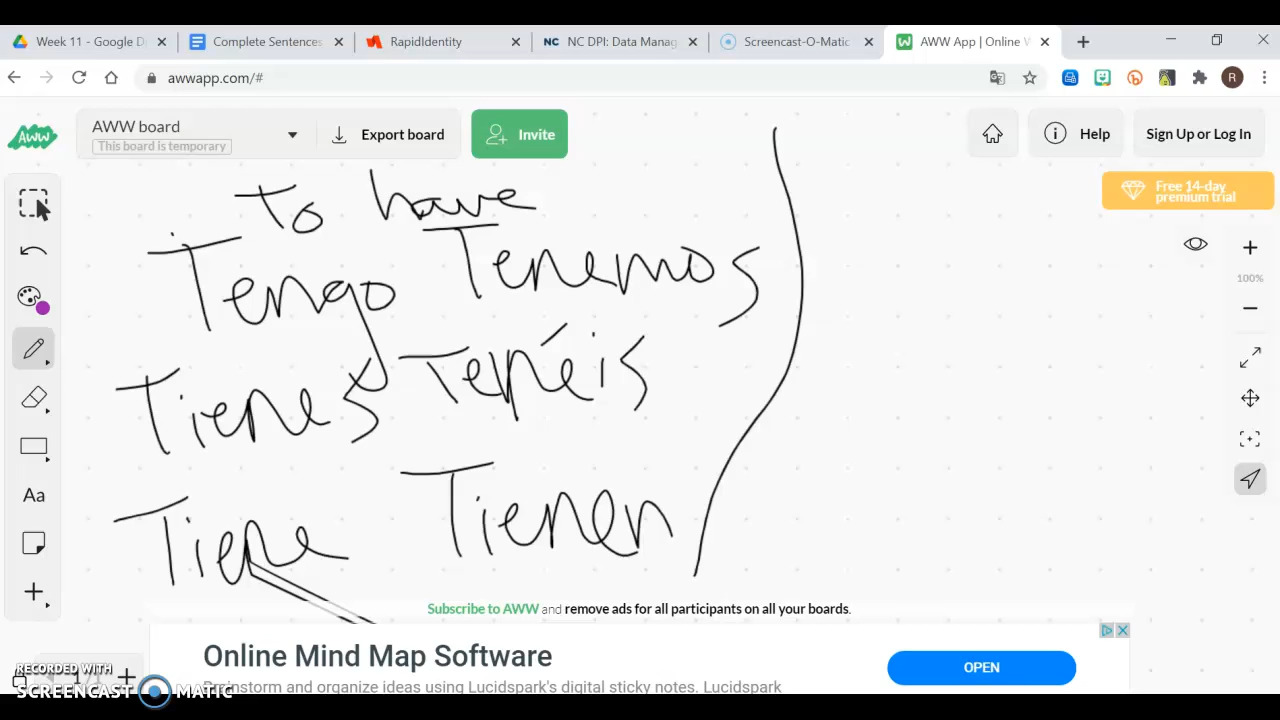 Week 11 - Google D
Complete Sentences
RapidIdentity
NC DPI: Data Manag
Screencast-O-Matic
AWW App | Online W
awwapp.com/#
R
AWW
AWW board
This board is temporary
Export board
Invite
Help
Sign Up or Log In
Free 14-day
premium trial
100%
Aa
To have
Tengo Tenemos
Tienes Tenéis
Tiene Tienen
Subscribe to AWW and remove ads for all participants on all your boards.
Online Mind Map Software
Brainstorm and organize ideas using Lucidspark's digital sticky notes. Lucidspark
OPEN
RECORDED WITH
SCREENCAST MATIC